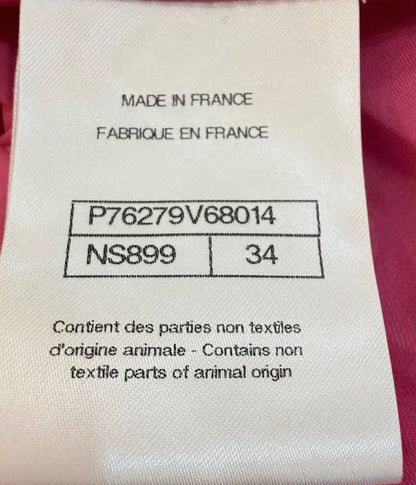 MADE IN FRANCE
FABRIQUE EN FRANCE
P76279V68014
NS899 34
Contient des parties non textiles
d'origine animale - Contains non
textile parts of animal origin